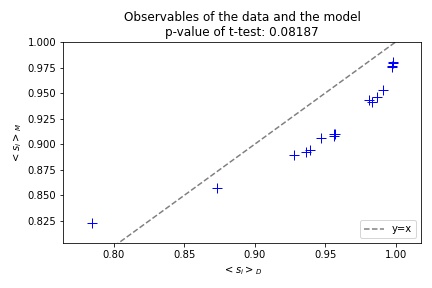 Observables of the data and the model
p-value of t-test: 0.08187
1.000
0.975
0.950
0.925
0.900
0.875
0.850
0.825
< s_i >_M
0.80
0.85
0.90
0.95
1.00
< s_i >_D
y=x